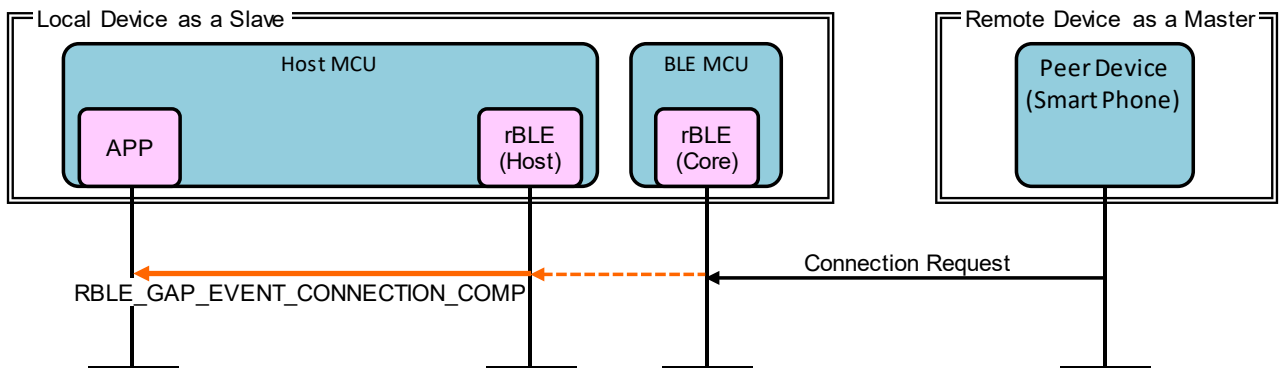 Local Device as a Slave
Remote Device as a Master
Host MCU
BLE MCU
Peer Device
(Smart Phone)
APP
rBLE
(Host)
rBLE
(Core)
Connection Request
RBLE_GAP_EVENT_CONNECTION_COMP